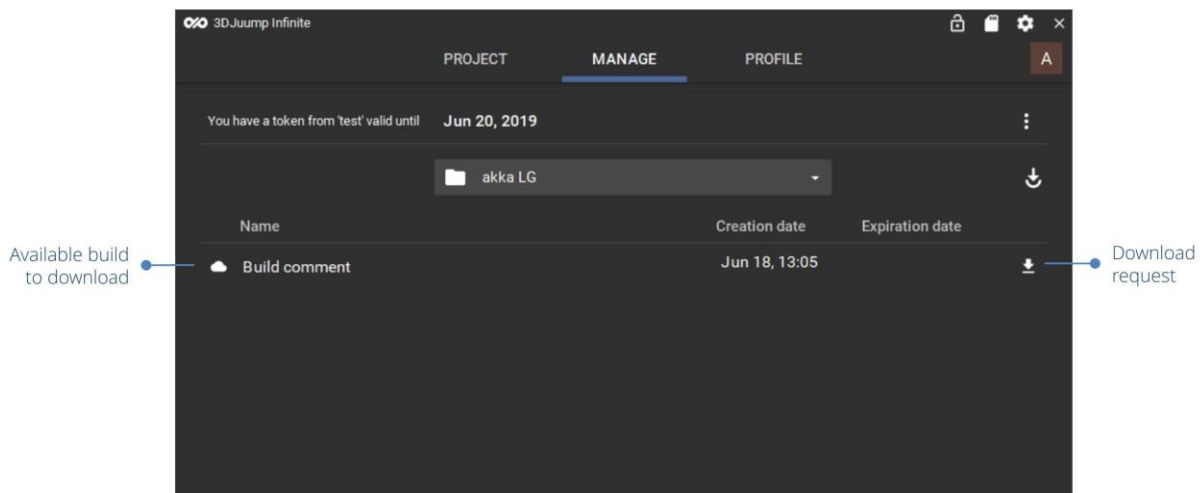 3DJuump Infinite
PROJECT MANAGE PROFILE
A
You have a token from 'test' valid until Jun 20, 2019
akka LG
Name Creation date Expiration date
Available build
to download
Build comment Jun 18, 13:05
Download
request